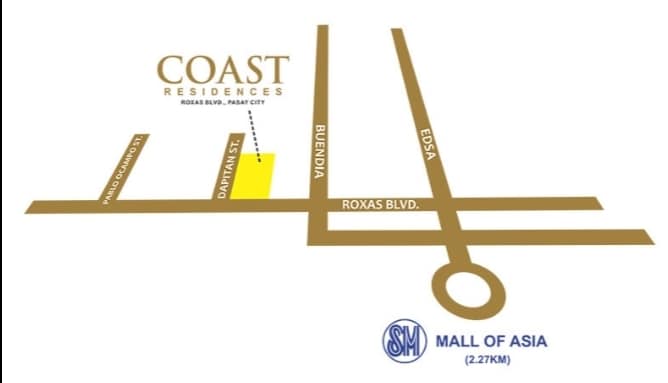 COAST
RESIDENCES
ROXAS BLVD., PASAY CITY
PABLO OCAMPO ST.
DAPITAN ST.
BUENDIA
EDSA
ROXAS BLVD.
SM MALL OF ASIA
(2.27KM)